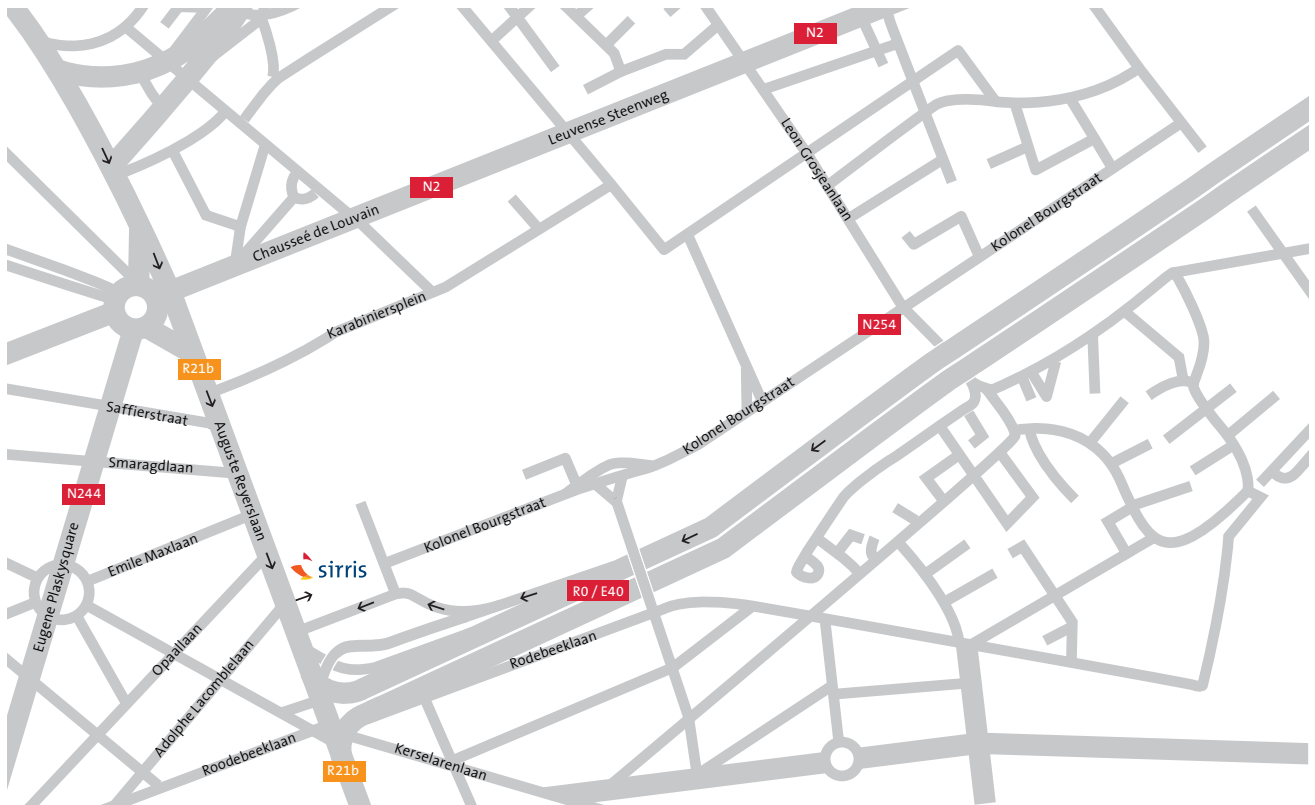 N2
Leuvense Steenweg
Leon Grosjeanlaan
N2
Kolonel Bourgstraat
Chausseé de Louvain
Karabiniersplein
N254
R21b
Saffierstraat
Auguste Reyerslaan
Kolonel Bourgstraat
Smaragdlaan
N244
Kolonel Bourgstraat
Emile Maxlaan
Eugene Plaskysquare
sirris
R0 / E40
Opaallaan
Rodebeeklaan
Adolphe Lacomblelaan
Roodebeeklaan
Kerselarenlaan
R21b